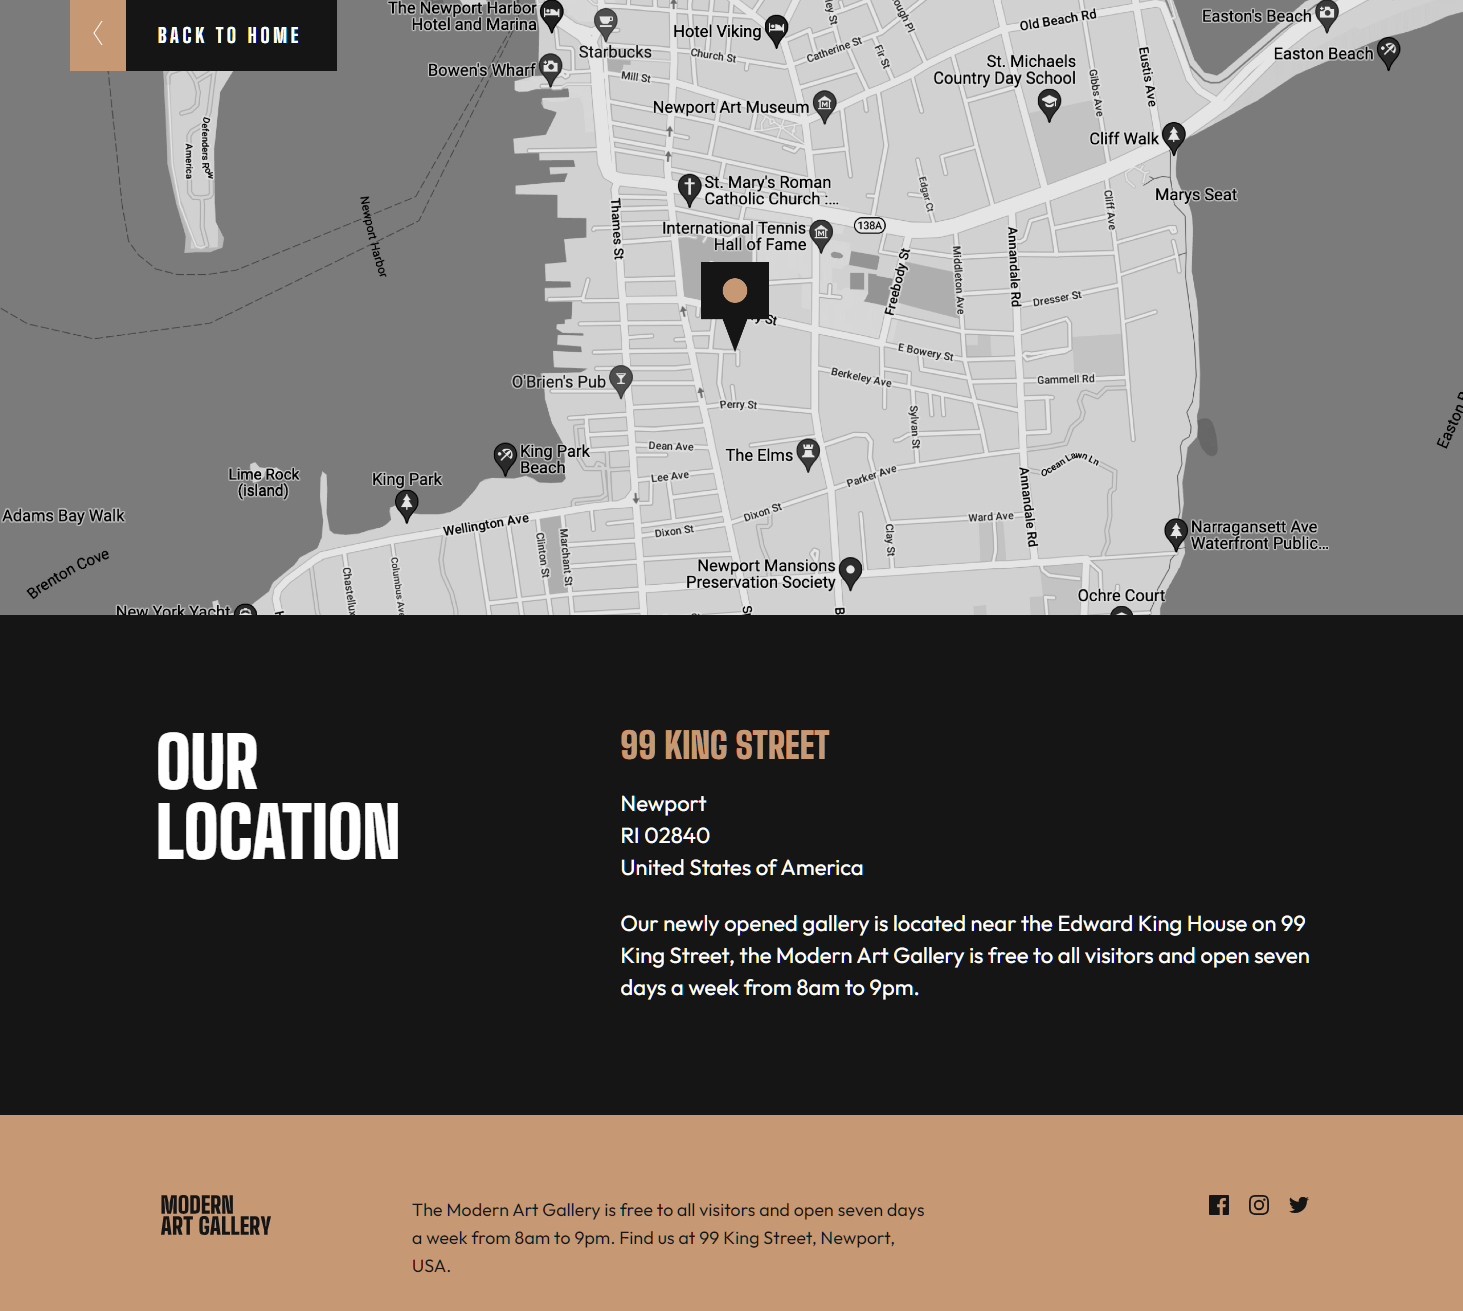 BACK TO HOME
The Newport Harbor
Hotel and Marina
Starbucks
Hotel Viking
Church St
Catherine St
Fir St
Old Beach Rd
Easton's Beach
Easton Beach
Bowen's Wharf
Mill St
Newport Art Museum
St. Michaels
Country Day School
Gibbs Ave
Eustis Ave
Cliff Walk
Defenders Row
America
Newport Harbor
Thames St
St. Mary's Roman
Catholic Church :...
Edgar Ct
Cliff Ave
Marys Seat
International Tennis
Hall of Fame
138A
Freebody St
Middleton Ave
Annandale Rd
Dresser St
E Bowery St
O'Brien's Pub
Berkeley Ave
Gammell Rd
Perry St
Sylvan St
Dean Ave
The Elms
King Park
Beach
Lime Rock
(island)
King Park
Lee Ave
Parker Ave
Ocean Lawn Ln
Annandale Rd
Adams Bay Walk
Wellington Ave
Dixon St
Dixon St
Ward Ave
Clay St
Narragansett Ave
Waterfront Public...
Brenton Cove
Clinton St
Marchant St
Columbus Ave
Newport Mansions
Preservation Society
New York Yacht
Ochre Court
OUR
LOCATION
99 KING STREET
Newport
RI 02840
United States of America
Our newly opened gallery is located near the Edward King House on 99
King Street, the Modern Art Gallery is free to all visitors and open seven
days a week from 8am to 9pm.
MODERN
ART GALLERY
The Modern Art Gallery is free to all visitors and open seven days
a week from 8am to 9pm. Find us at 99 King Street, Newport,
USA.